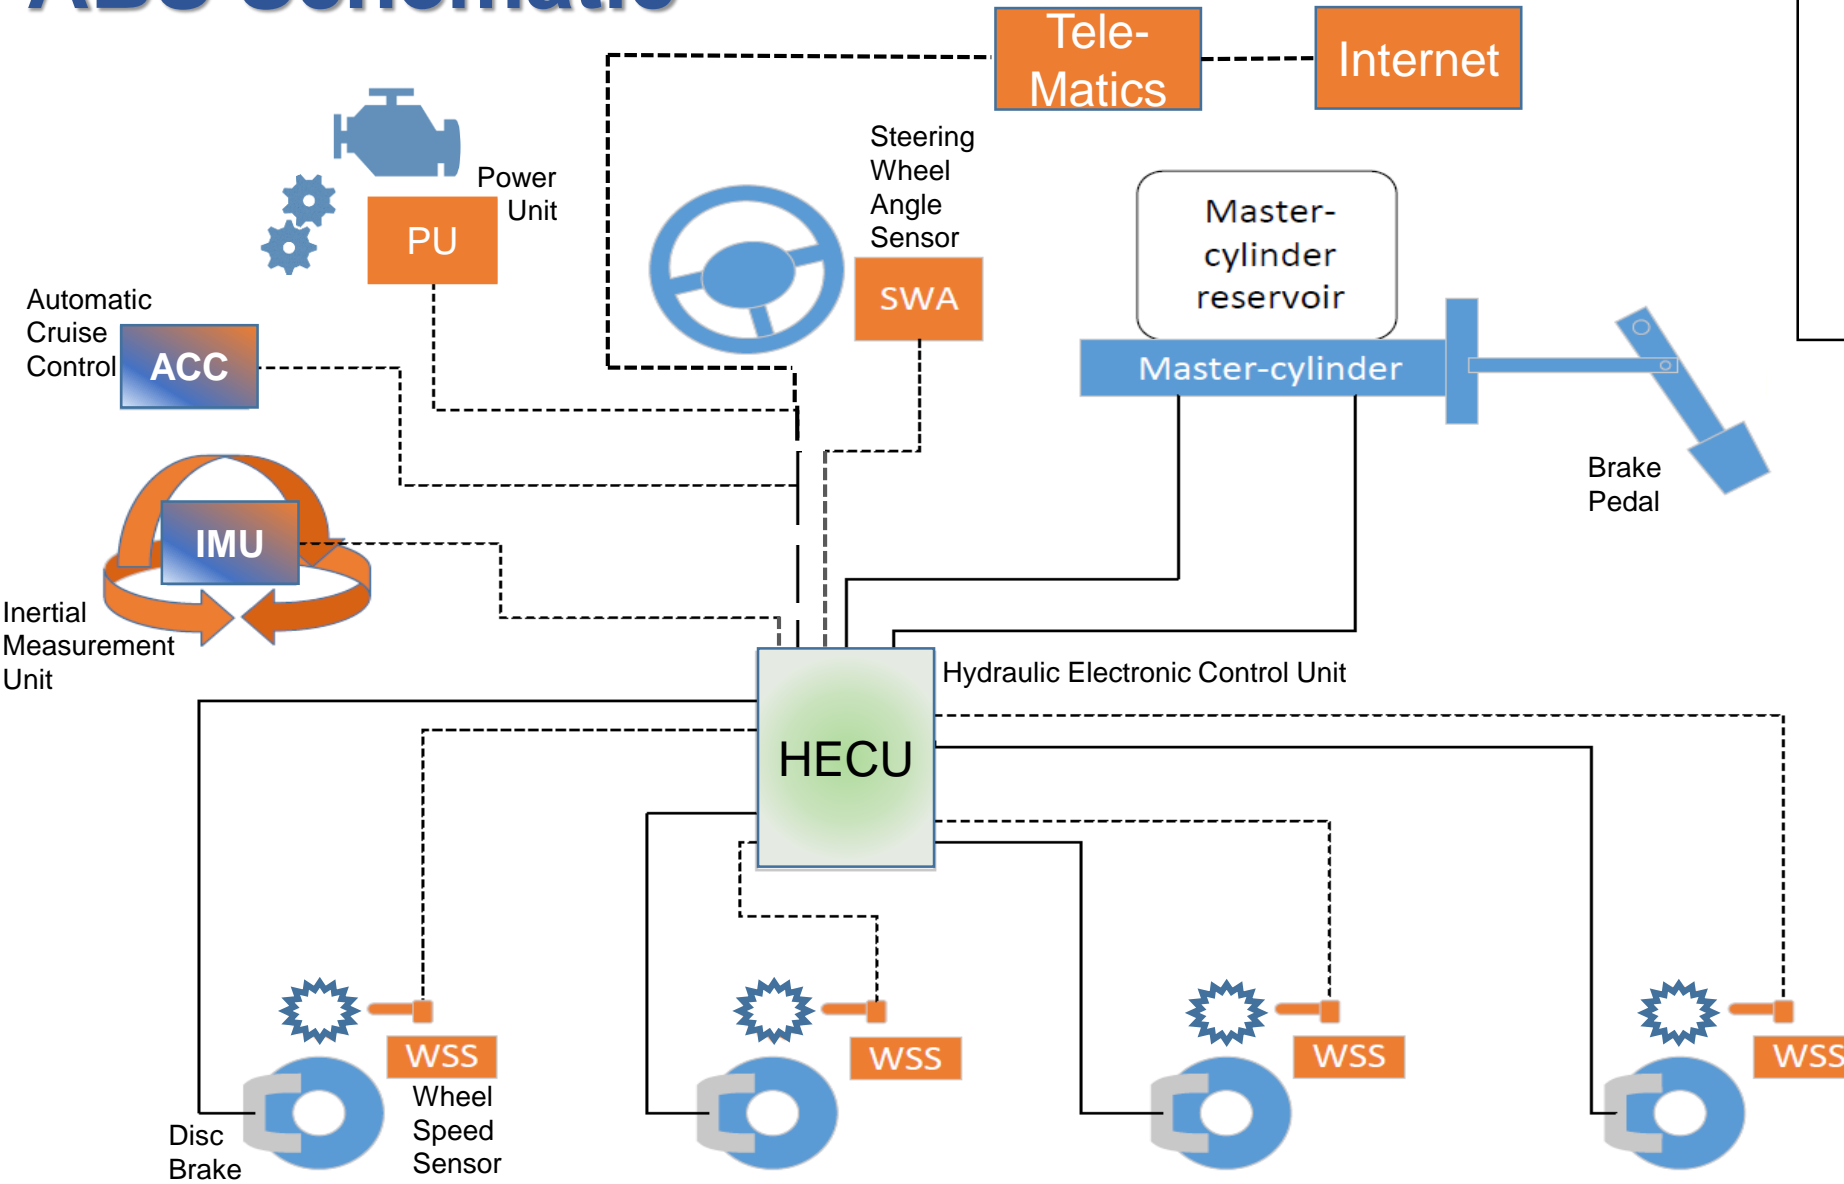 ABS Schematic
Tele-
Matics
Internet
Steering
Wheel
Angle
Sensor
Power
Unit
PU
SWA
Master-
cylinder
reservoir
Master-cylinder
Automatic
Cruise
Control
ACC
Brake
Pedal
IMU
Inertial
Measurement
Unit
Hydraulic Electronic Control Unit
HECU
WSS
WSS
WSS
WSS
Wheel
Speed
Sensor
Disc
Brake